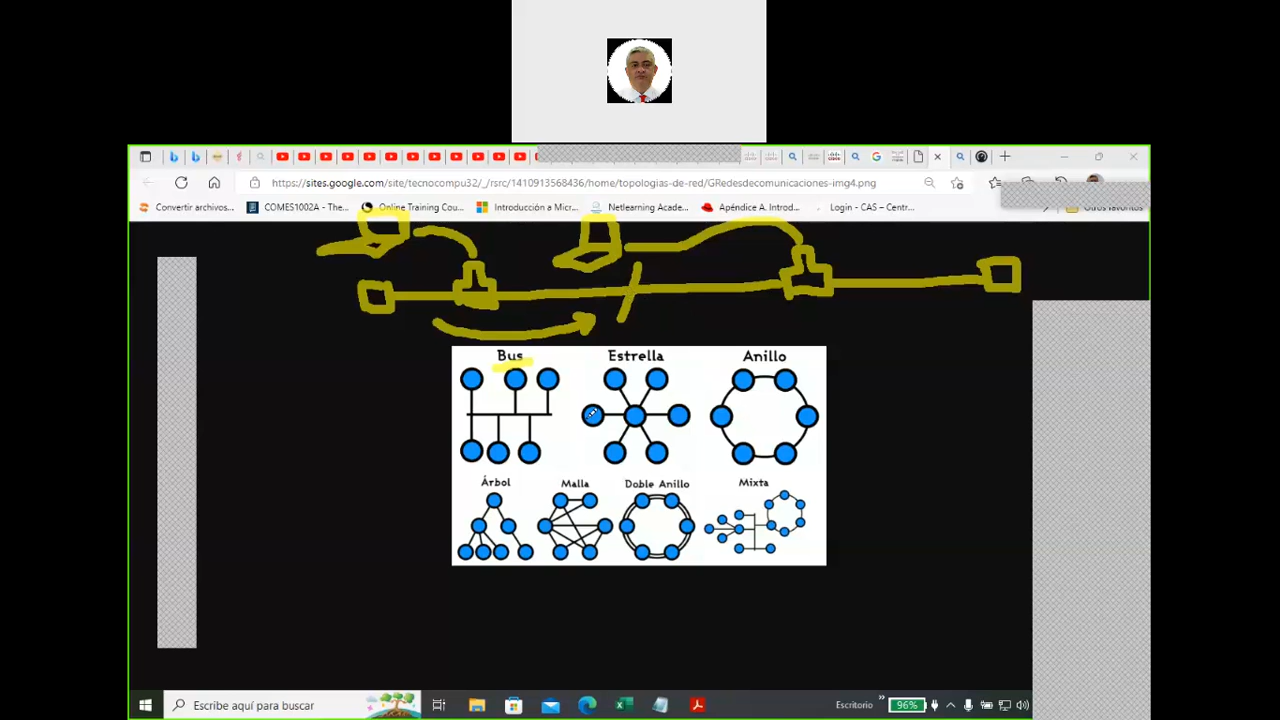 https://sites.google.com/site/tecnocompu32/_/rsrc/1410913568436/home/topologias-de-red/GRedesdecomunicaciones-img4.png
Convertir archivos... COMES1002A - The... Online Training Cou... Introducción a Micr... Netlearning Acade... Apéndice A. Introd... Login - CAS – Centr... Otros favoritos
Bus Estrella Anillo
Árbol Malla Doble Anillo Mixta
Escribe aquí para buscar Escritorio 96%